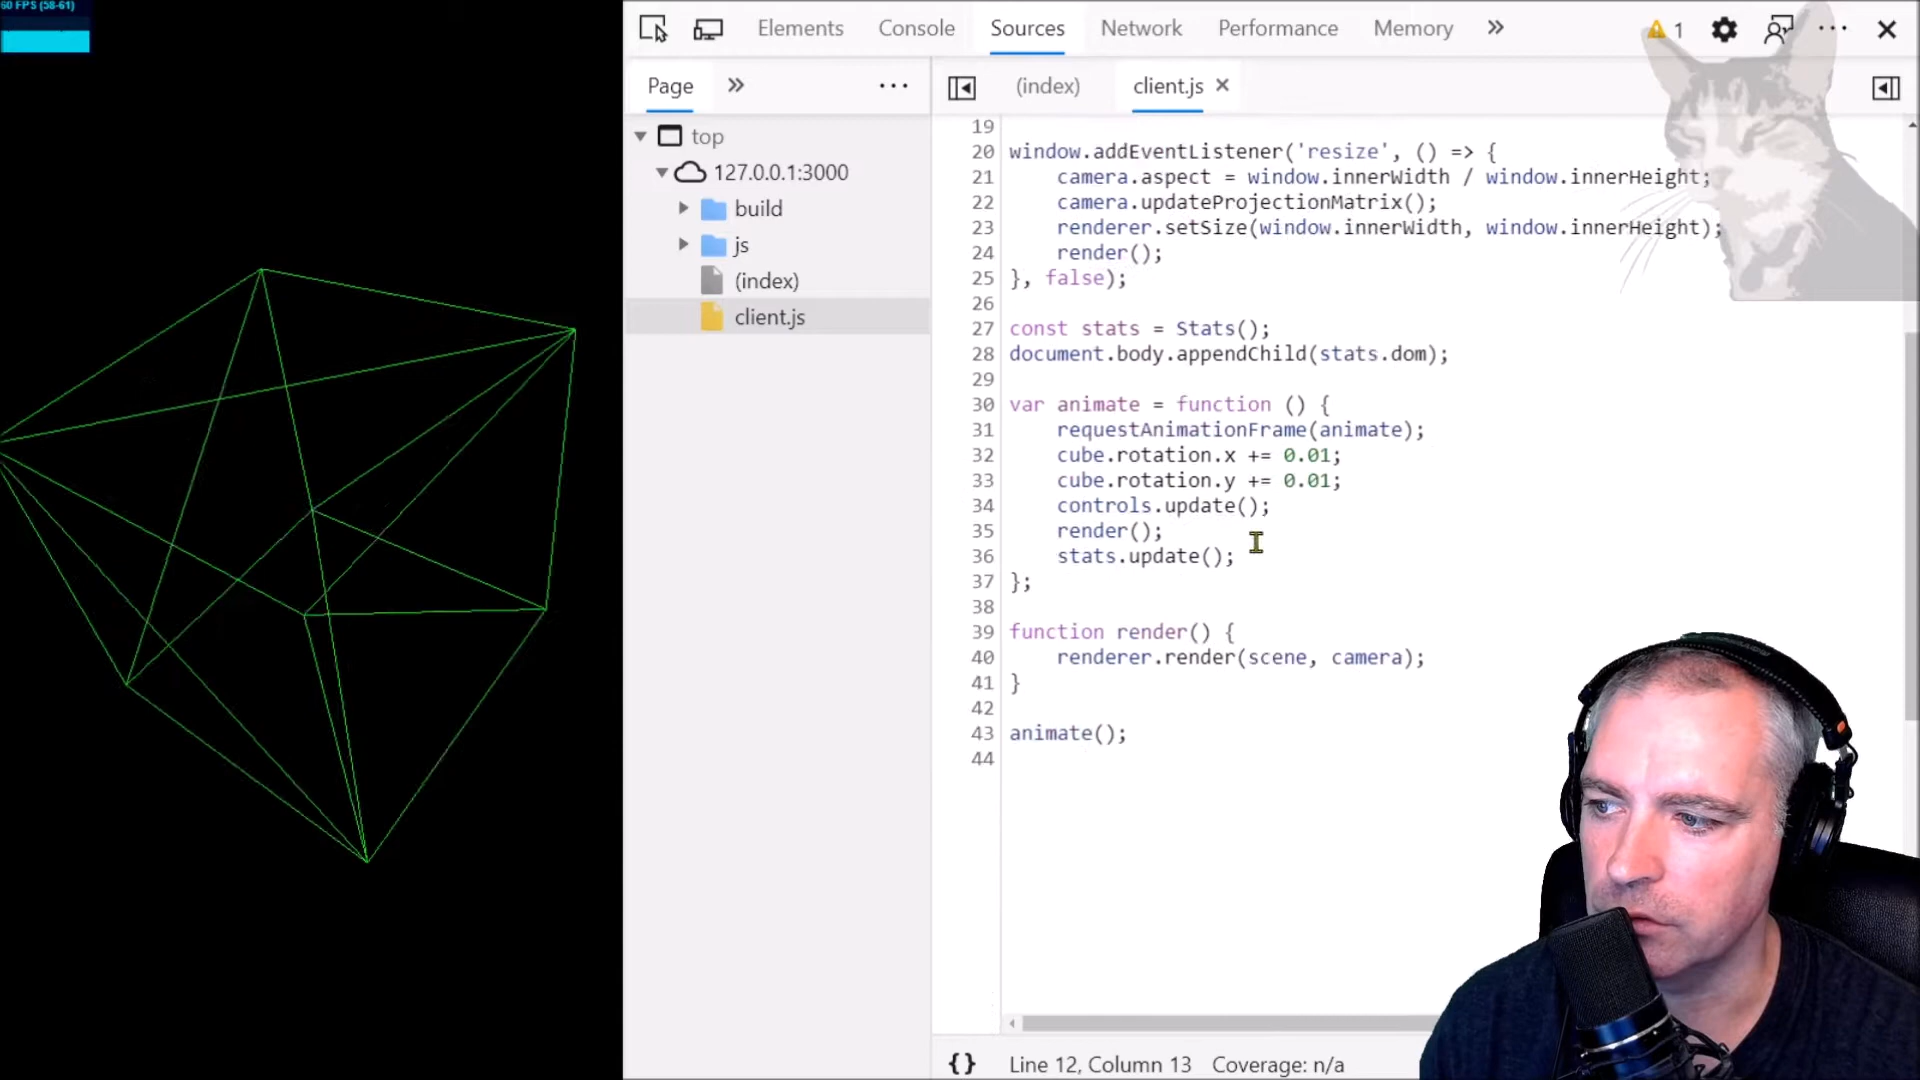 60 FPS (58-61)
Elements Console Sources Network Performance Memory » 1
Page » (index) client.js
top
127.0.0.1:3000
build
js
(index)
client.js
19
20 window.addEventListener('resize', () => {
21 camera.aspect = window.innerWidth / window.innerHeight;
22 camera.updateProjectionMatrix();
23 renderer.setSize(window.innerWidth, window.innerHeight);
24 render();
25 }, false);
26
27 const stats = Stats();
28 document.body.appendChild(stats.dom);
29
30 var animate = function () {
31 requestAnimationFrame(animate);
32 cube.rotation.x += 0.01;
33 cube.rotation.y += 0.01;
34 controls.update();
35 render();
36 stats.update();
37 };
38
39 function render() {
40 renderer.render(scene, camera);
41 }
42
43 animate();
44
{} Line 12, Column 13 Coverage: n/a